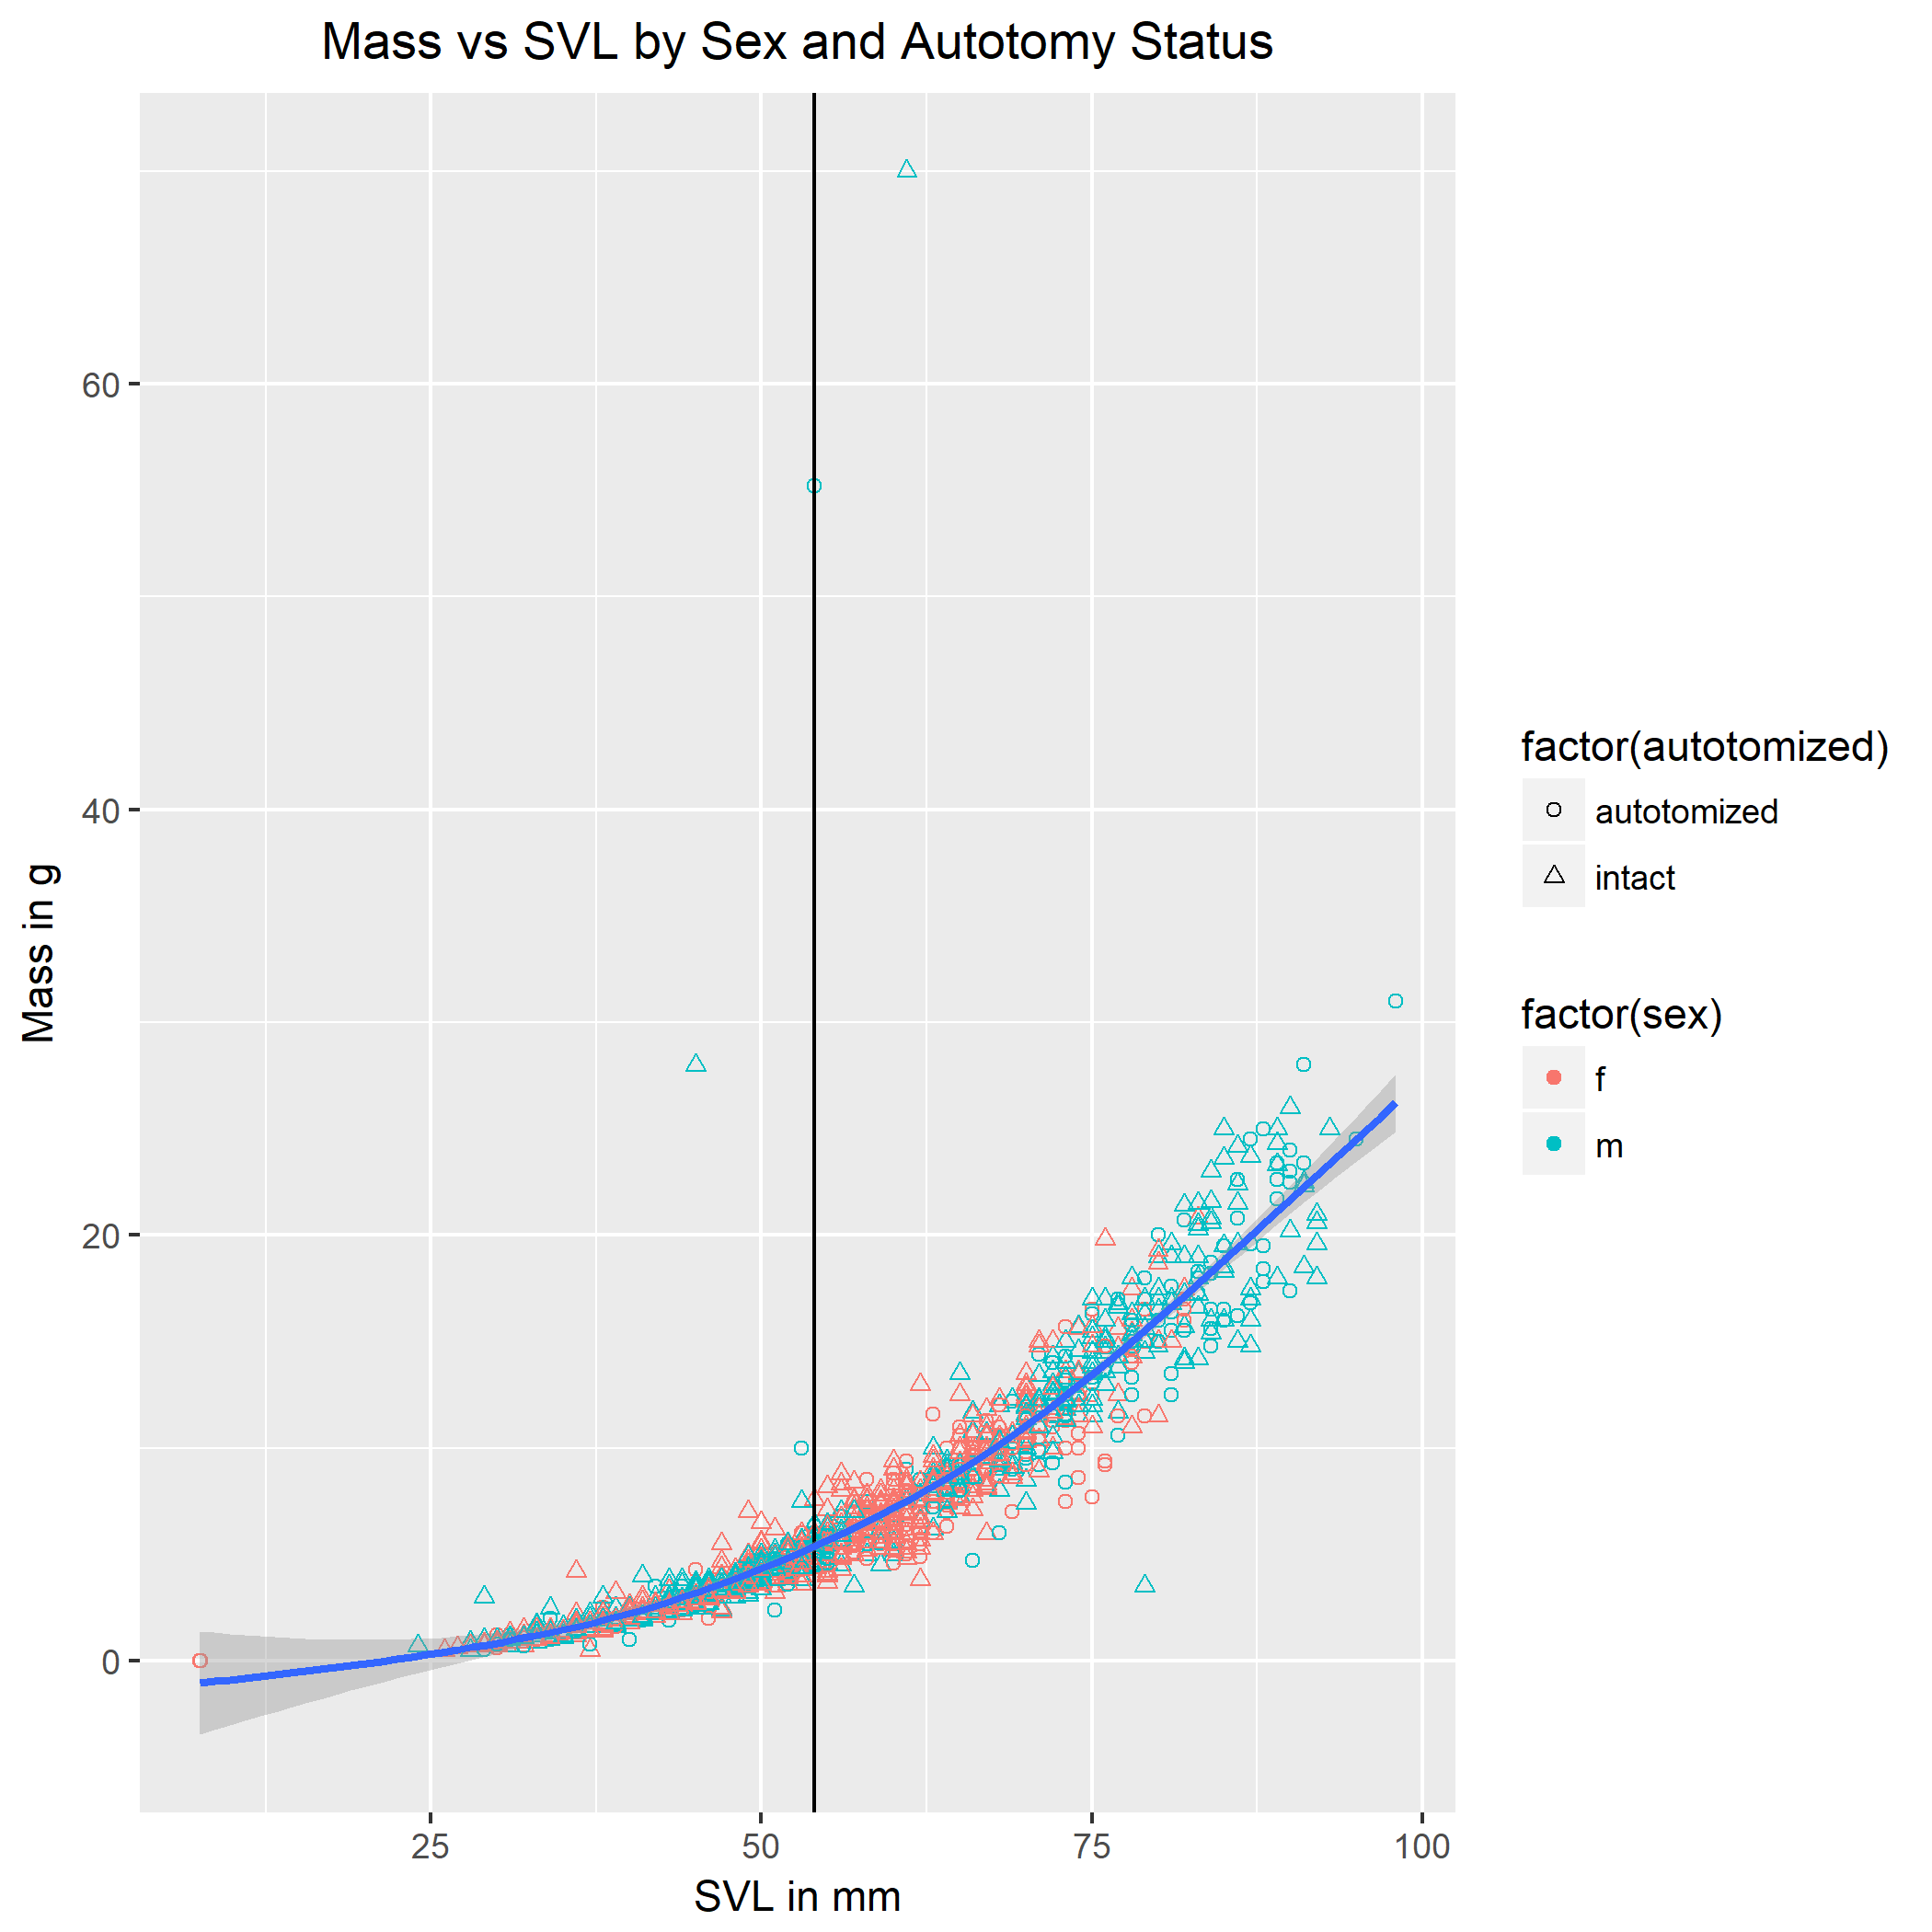 Mass vs SVL by Sex and Autotomy Status
60
40
20
0
Mass in g
25 50 75 100
SVL in mm
factor(autotomized)
autotomized
intact
factor(sex)
f
m